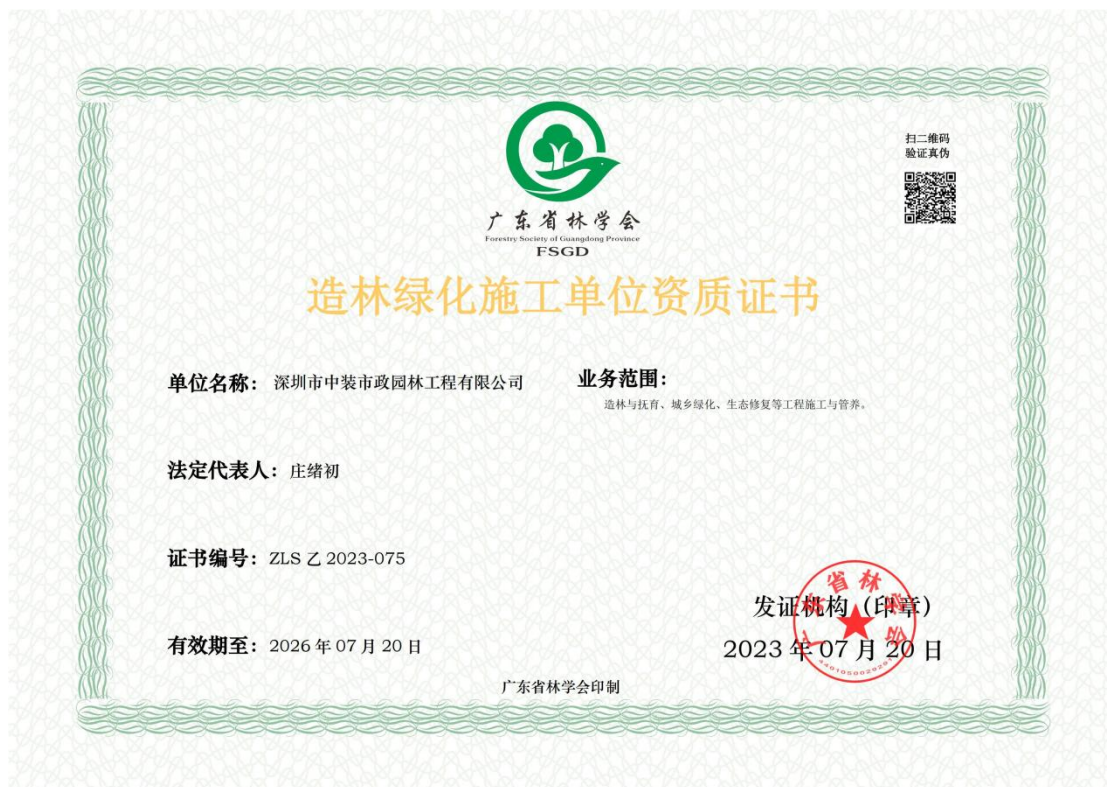 扫二维码
验证真伪
广东省林学会
Forestry Society of Guangdong Province
FSGD
造林绿化施工单位资质证书
单位名称：深圳市中装市政园林工程有限公司
业务范围：
造林与抚育、城乡绿化、生态修复等工程施工与管养。
法定代表人：庄绪初
证书编号：ZLS 乙 2023-075
有效期至：2026 年 07 月 20 日
广东省林学会
发证机构（印章）
2023 年 07 月 20 日
广东省林学会印制